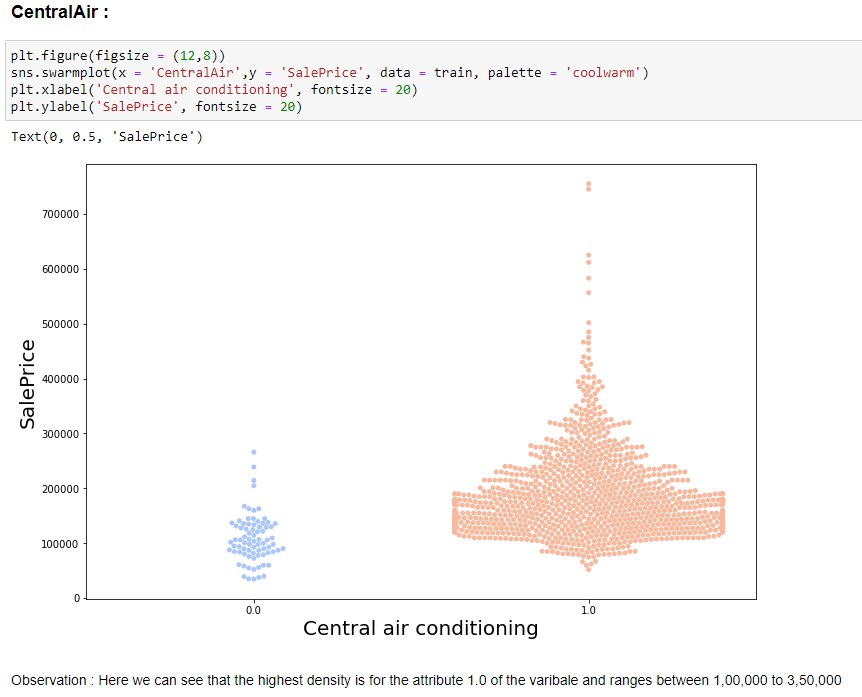 CentralAir :
plt.figure(figsize = (12,8))
sns.swarmplot(x = 'CentralAir',y = 'SalePrice', data = train, palette = 'coolwarm')
plt.xlabel('Central air conditioning', fontsize = 20)
plt.ylabel('SalePrice', fontsize = 20)
Text(0, 0.5, 'SalePrice')
700000
600000
500000
400000
300000
200000
100000
0
SalePrice
0.0
1.0
Central air conditioning
Observation : Here we can see that the highest density is for the attribute 1.0 of the varibale and ranges between 1,00,000 to 3,50,000